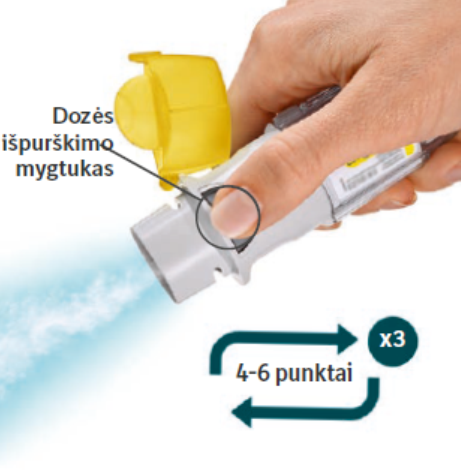 Dozės
išpurškimo
mygtukas
x3
4-6 punktai